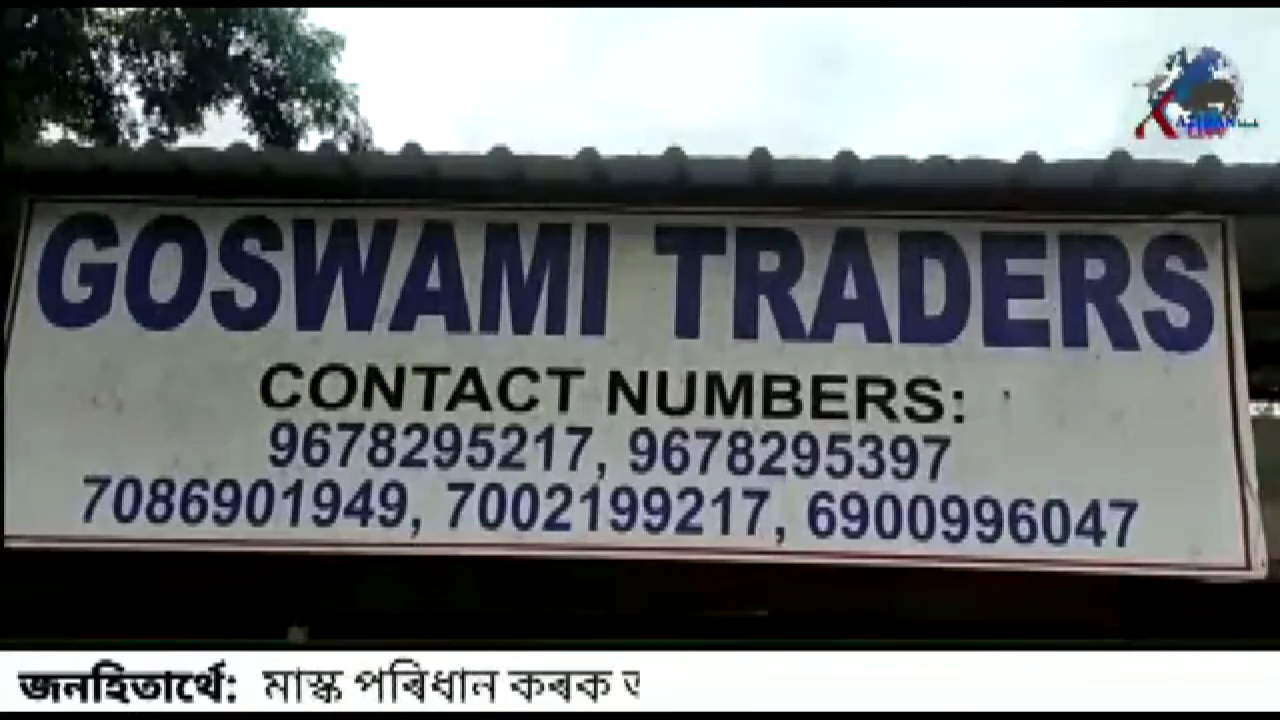 GOSWAMI TRADERS
CONTACT NUMBERS:
9678295217, 9678295397
7086901949, 7002199217, 6900996047
জনহিতাৰ্থে: মাস্ক পৰিধান কৰক